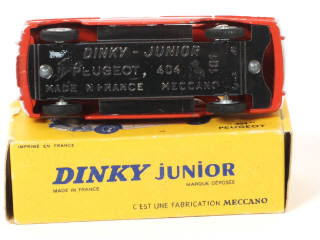 DINKY - JUNIOR
PEUGEOT, 404
MADE IN FRANCE MECCANO
PEUGEOT
IMPRIMÉ EN FRANCE
DINKY JUNIOR
MADE IN FRANCE MARQUE DÉPOSÉE
C'EST UNE FABRICATION MECCANO